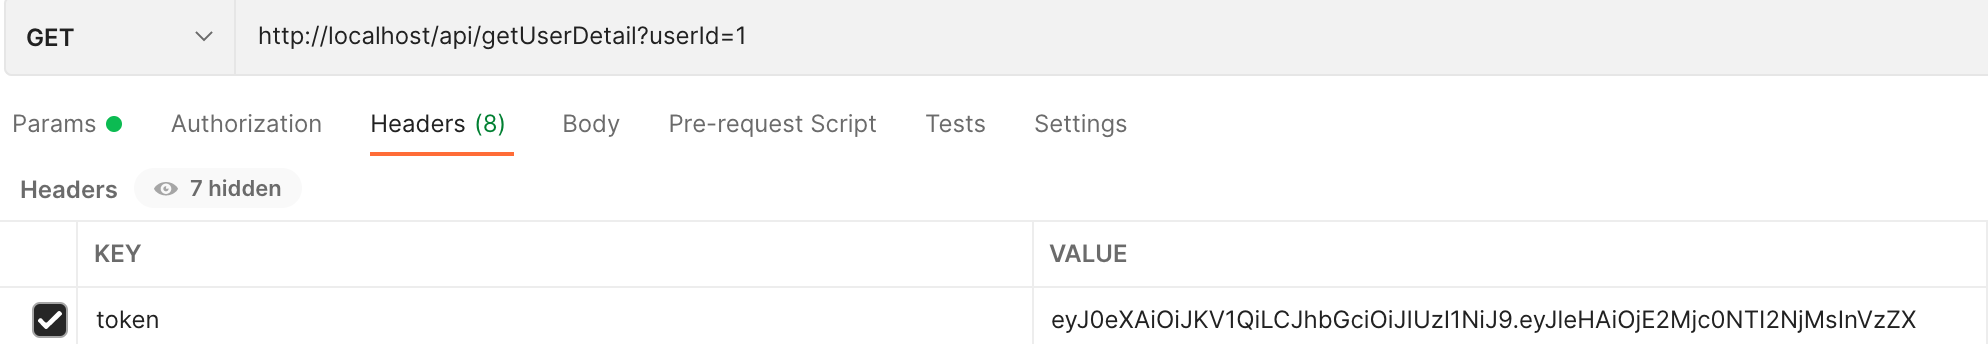 GET http://localhost/api/getUserDetail?userId=1
Params Authorization Headers (8) Body Pre-request Script Tests Settings
Headers 7 hidden
KEY VALUE
token eyJ0eXAiOiJKV1QiLCJhbGciOiJIUzI1NiJ9.eyJleHAiOjE2Mjc0NTI2NjMsInVzZX